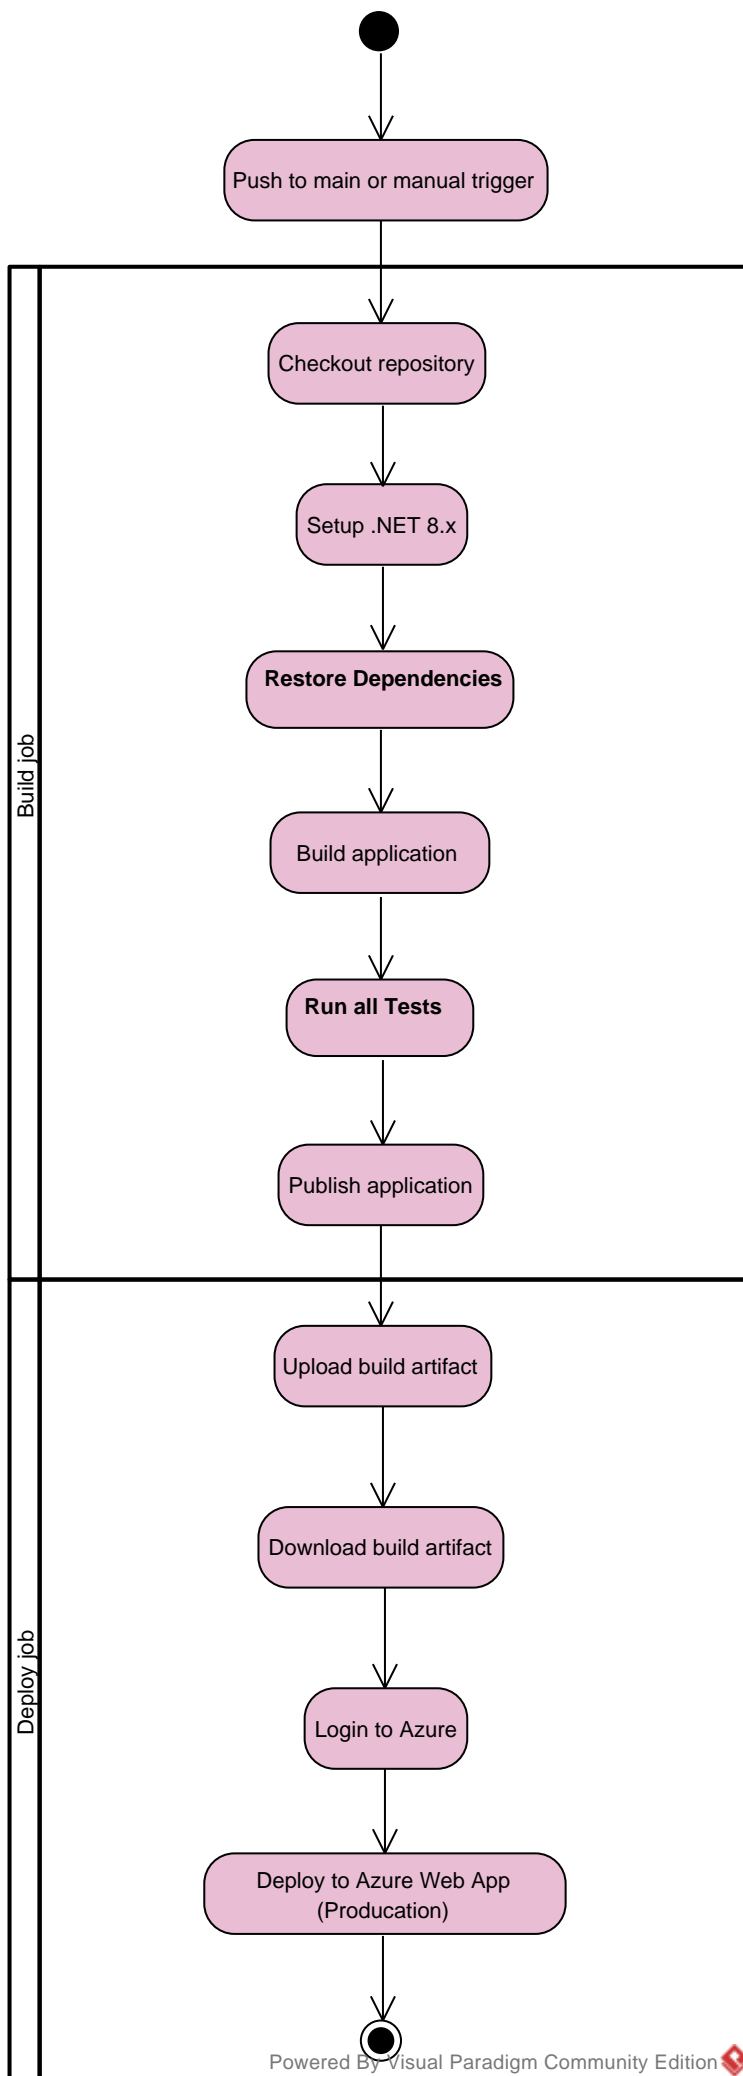 Push to main or manual trigger
Build job
Checkout repository
Setup .NET 8.x
Restore Dependencies
Build application
Run all Tests
Publish application
Deploy job
Upload build artifact
Download build artifact
Login to Azure
Deploy to Azure Web App
(Producation)
Powered By Visual Paradigm Community Edition